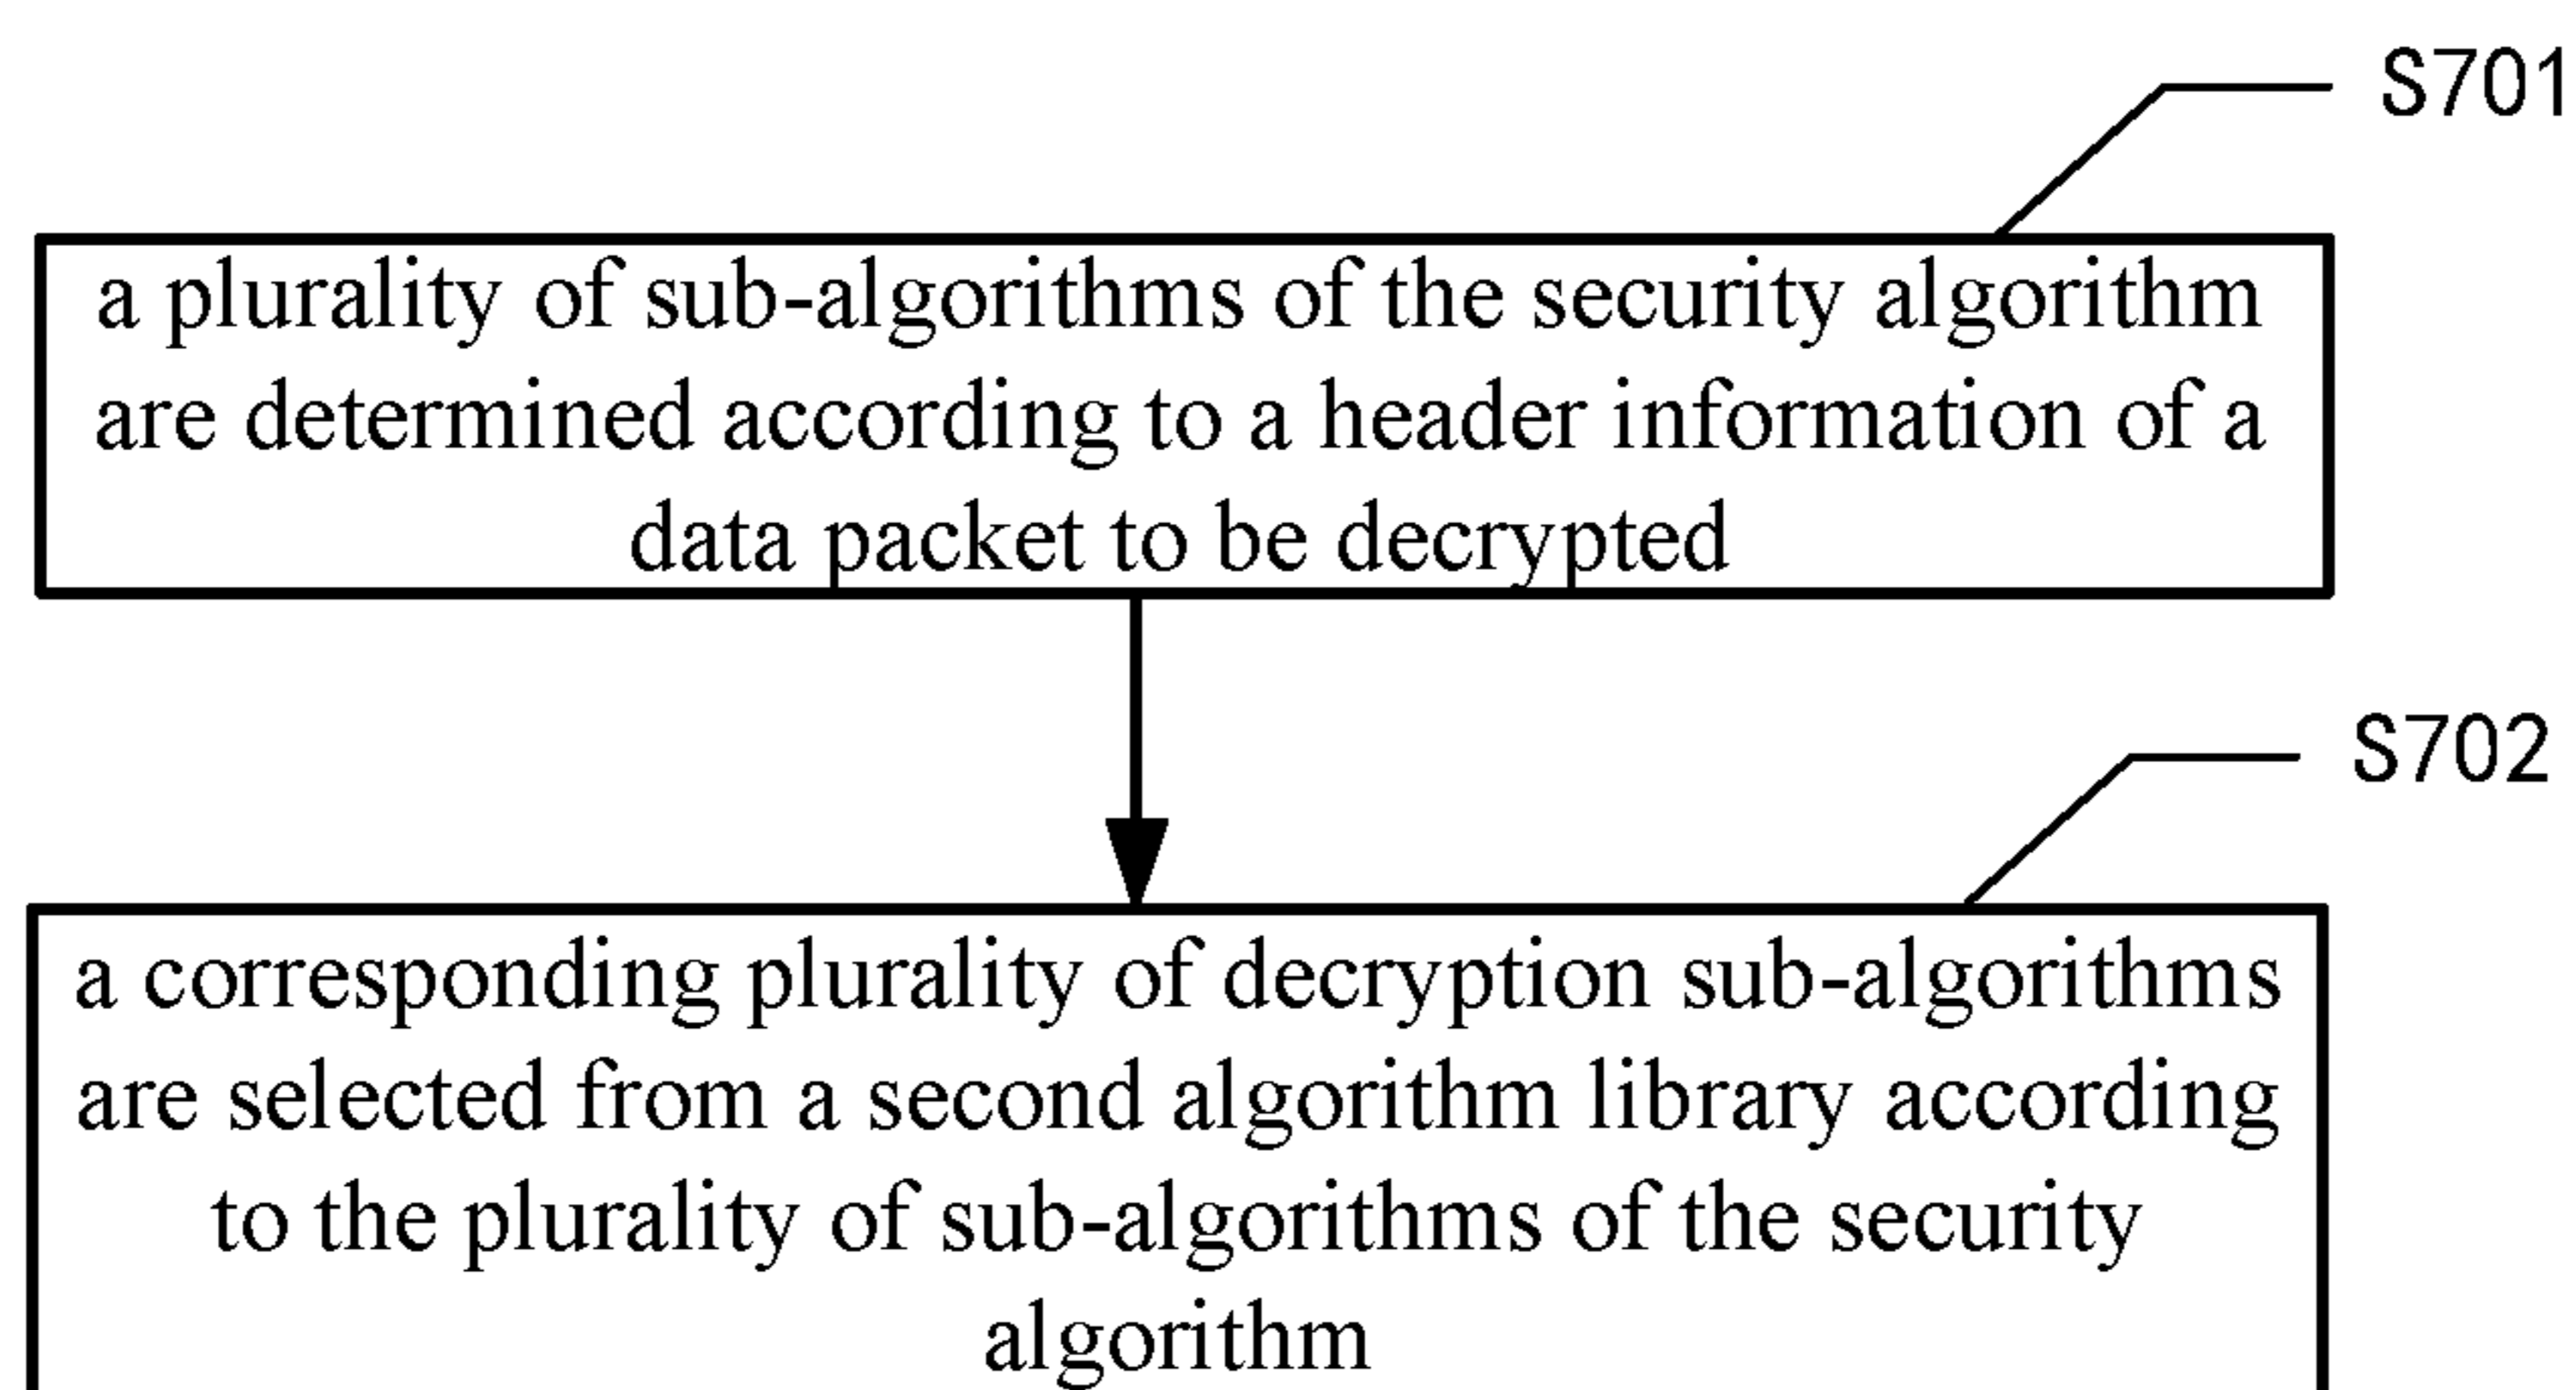 S701
a plurality of sub-algorithms of the security algorithm
are determined according to a header information of a
data packet to be decrypted
S702
a corresponding plurality of decryption sub-algorithms
are selected from a second algorithm library according
to the plurality of sub-algorithms of the security
algorithm